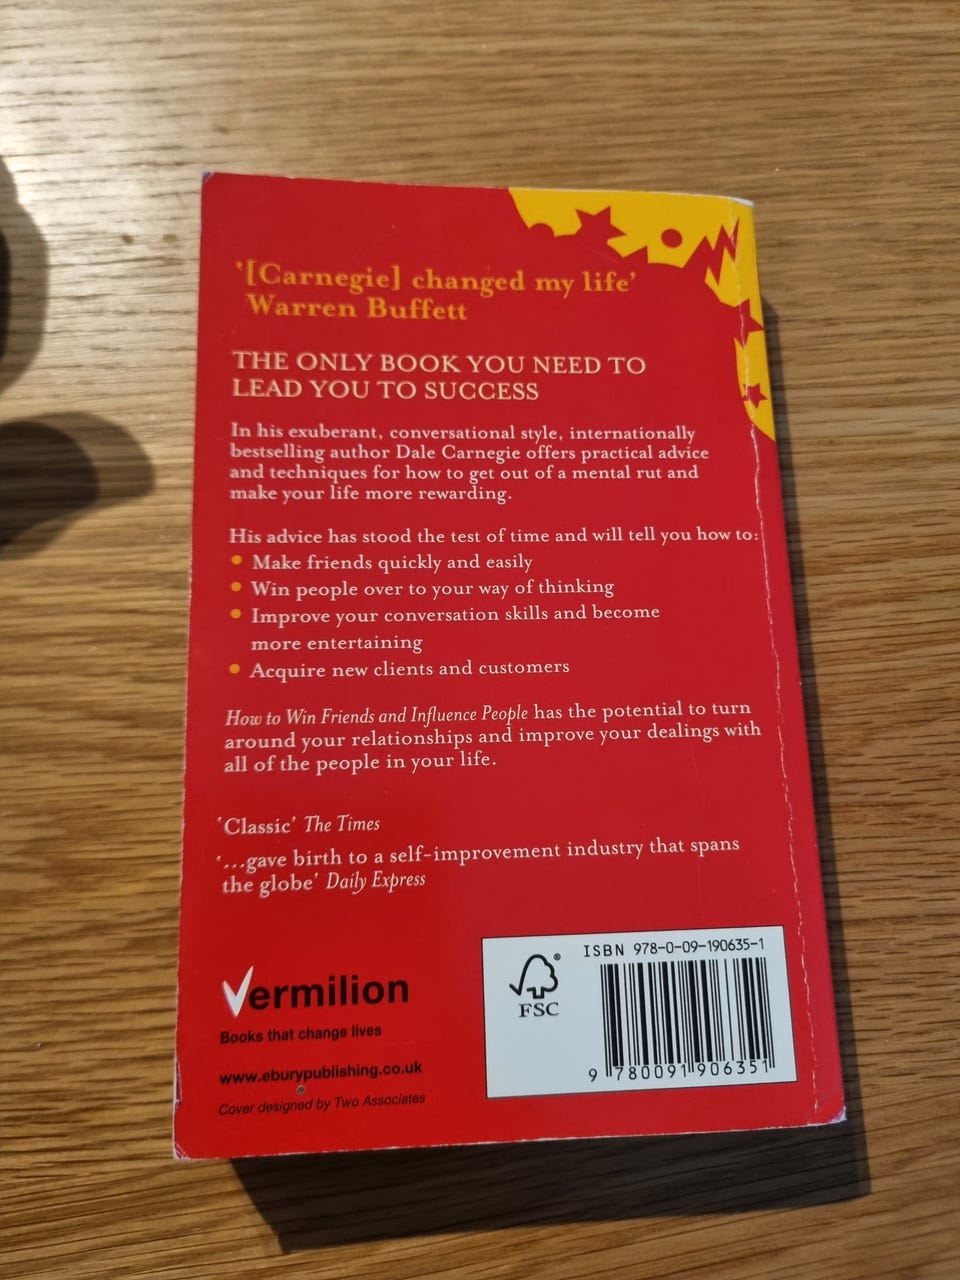 ‘[Carnegie] changed my life’
Warren Buffett
THE ONLY BOOK YOU NEED TO
LEAD YOU TO SUCCESS
In his exuberant, conversational style, internationally
bestselling author Dale Carnegie offers practical advice
and techniques for how to get out of a mental rut and
make your life more rewarding.
His advice has stood the test of time and will tell you how to:
• Make friends quickly and easily
• Win people over to your way of thinking
• Improve your conversation skills and become
more entertaining
• Acquire new clients and customers
How to Win Friends and Influence People has the potential to turn
around your relationships and improve your dealings with
all of the people in your life.
‘Classic’ The Times
‘...gave birth to a self-improvement industry that spans
the globe’ Daily Express
Vermilion
Books that change lives
www.eburypublishing.co.uk
Cover designed by Two Associates
FSC®
ISBN 978-0-09-190635-1
9 780091 906351